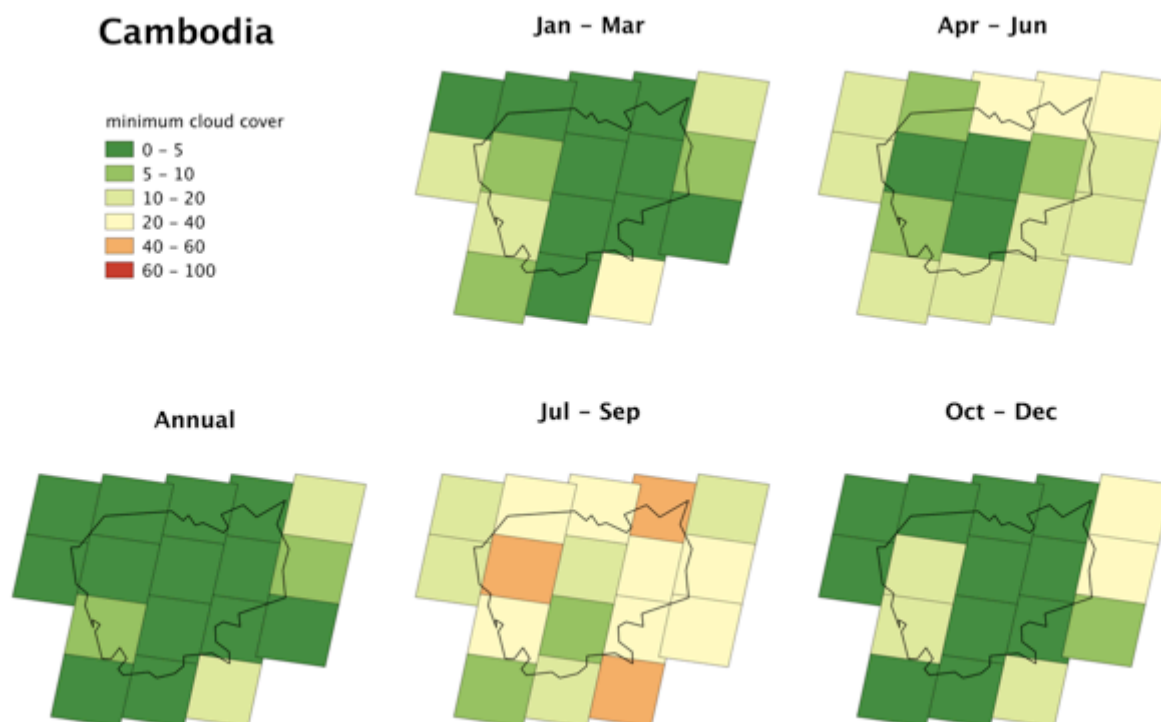 Cambodia
Jan – Mar
Apr – Jun
minimum cloud cover
0 – 5
5 – 10
10 – 20
20 – 40
40 – 60
60 – 100
Annual
Jul – Sep
Oct – Dec